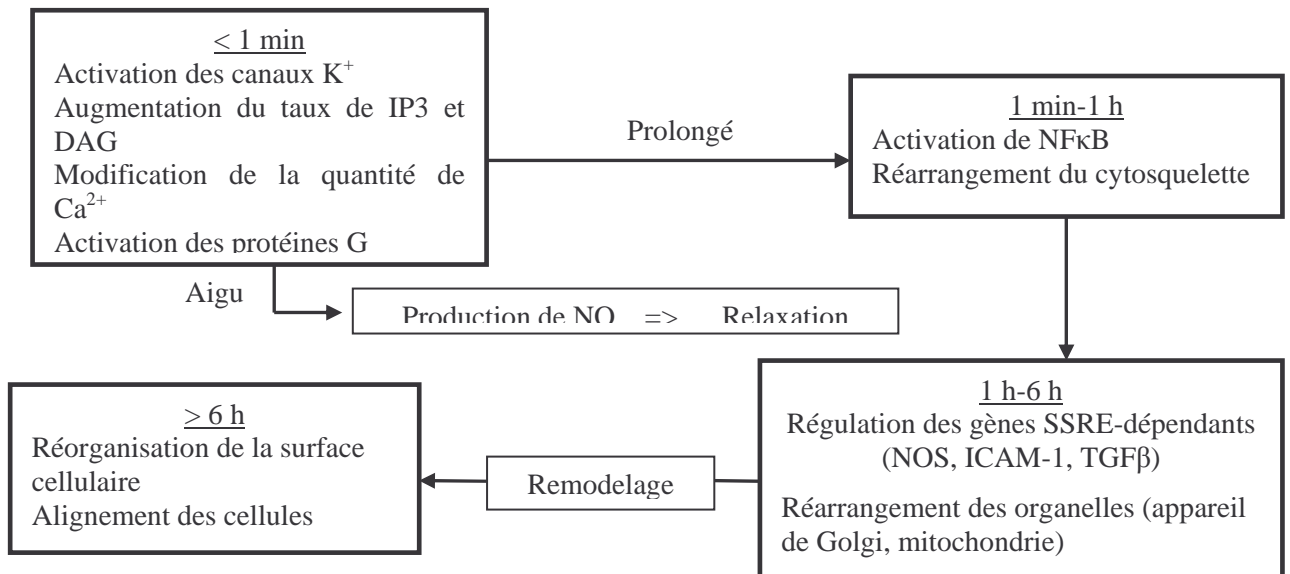 < 1 min
Activation des canaux K⁺
Augmentation du taux de IP3 et
DAG
Modification de la quantité de
Ca²⁺
Activation des protéines G
Prolongé
1 min-1 h
Activation de NFκB
Réarrangement du cytosquelette
Aigu
Production de NO => Relaxation
1 h-6 h
Régulation des gènes SSRE-dépendants
(NOS, ICAM-1, TGFβ)
Réarrangement des organelles (appareil
de Golgi, mitochondrie)
Remodelage
> 6 h
Réorganisation de la surface
cellulaire
Alignement des cellules